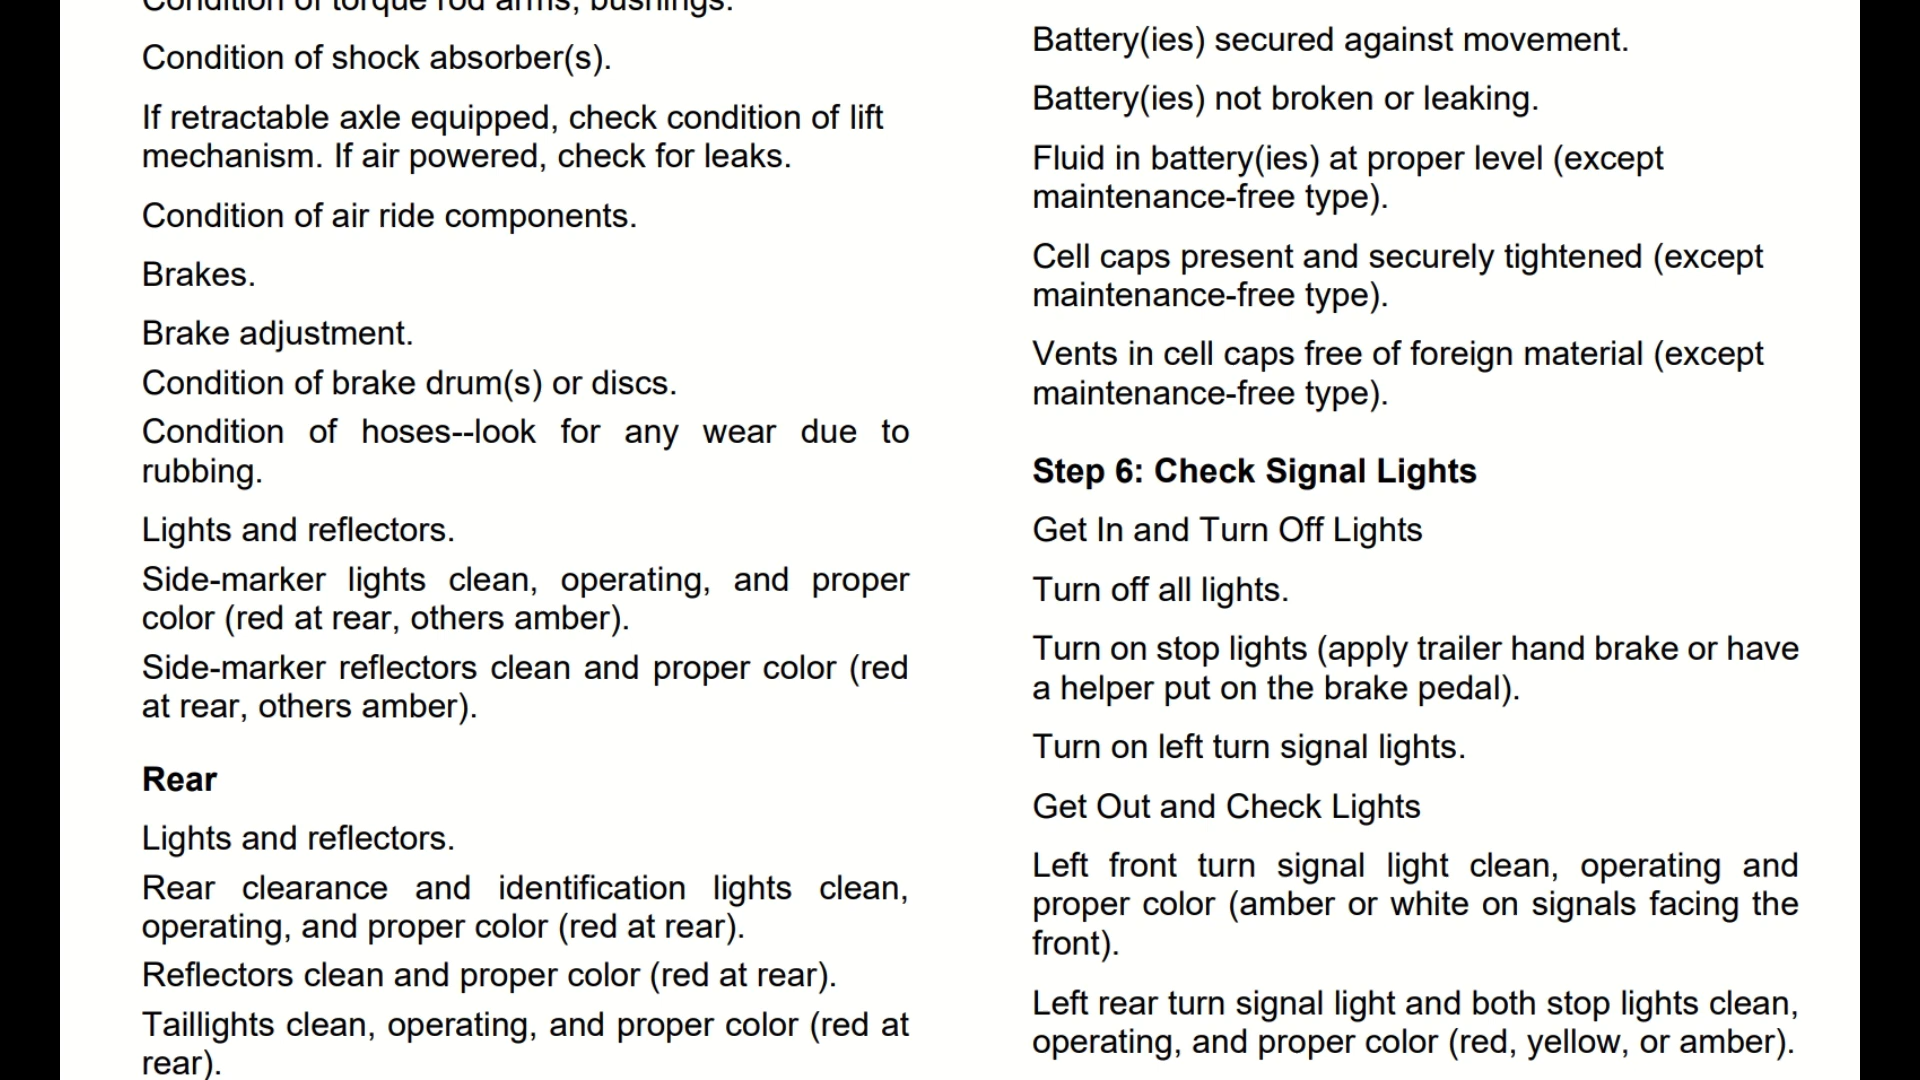 Condition of torque rod arms, bushings.
Condition of shock absorber(s).
If retractable axle equipped, check condition of lift
mechanism. If air powered, check for leaks.
Condition of air ride components.
Brakes.
Brake adjustment.
Condition of brake drum(s) or discs.
Condition of hoses--look for any wear due to
rubbing.
Lights and reflectors.
Side-marker lights clean, operating, and proper
color (red at rear, others amber).
Side-marker reflectors clean and proper color (red
at rear, others amber).
Rear
Lights and reflectors.
Rear clearance and identification lights clean,
operating, and proper color (red at rear).
Reflectors clean and proper color (red at rear).
Taillights clean, operating, and proper color (red at
rear).
Battery(ies) secured against movement.
Battery(ies) not broken or leaking.
Fluid in battery(ies) at proper level (except
maintenance-free type).
Cell caps present and securely tightened (except
maintenance-free type).
Vents in cell caps free of foreign material (except
maintenance-free type).
Step 6: Check Signal Lights
Get In and Turn Off Lights
Turn off all lights.
Turn on stop lights (apply trailer hand brake or have
a helper put on the brake pedal).
Turn on left turn signal lights.
Get Out and Check Lights
Left front turn signal light clean, operating and
proper color (amber or white on signals facing the
front).
Left rear turn signal light and both stop lights clean,
operating, and proper color (red, yellow, or amber).